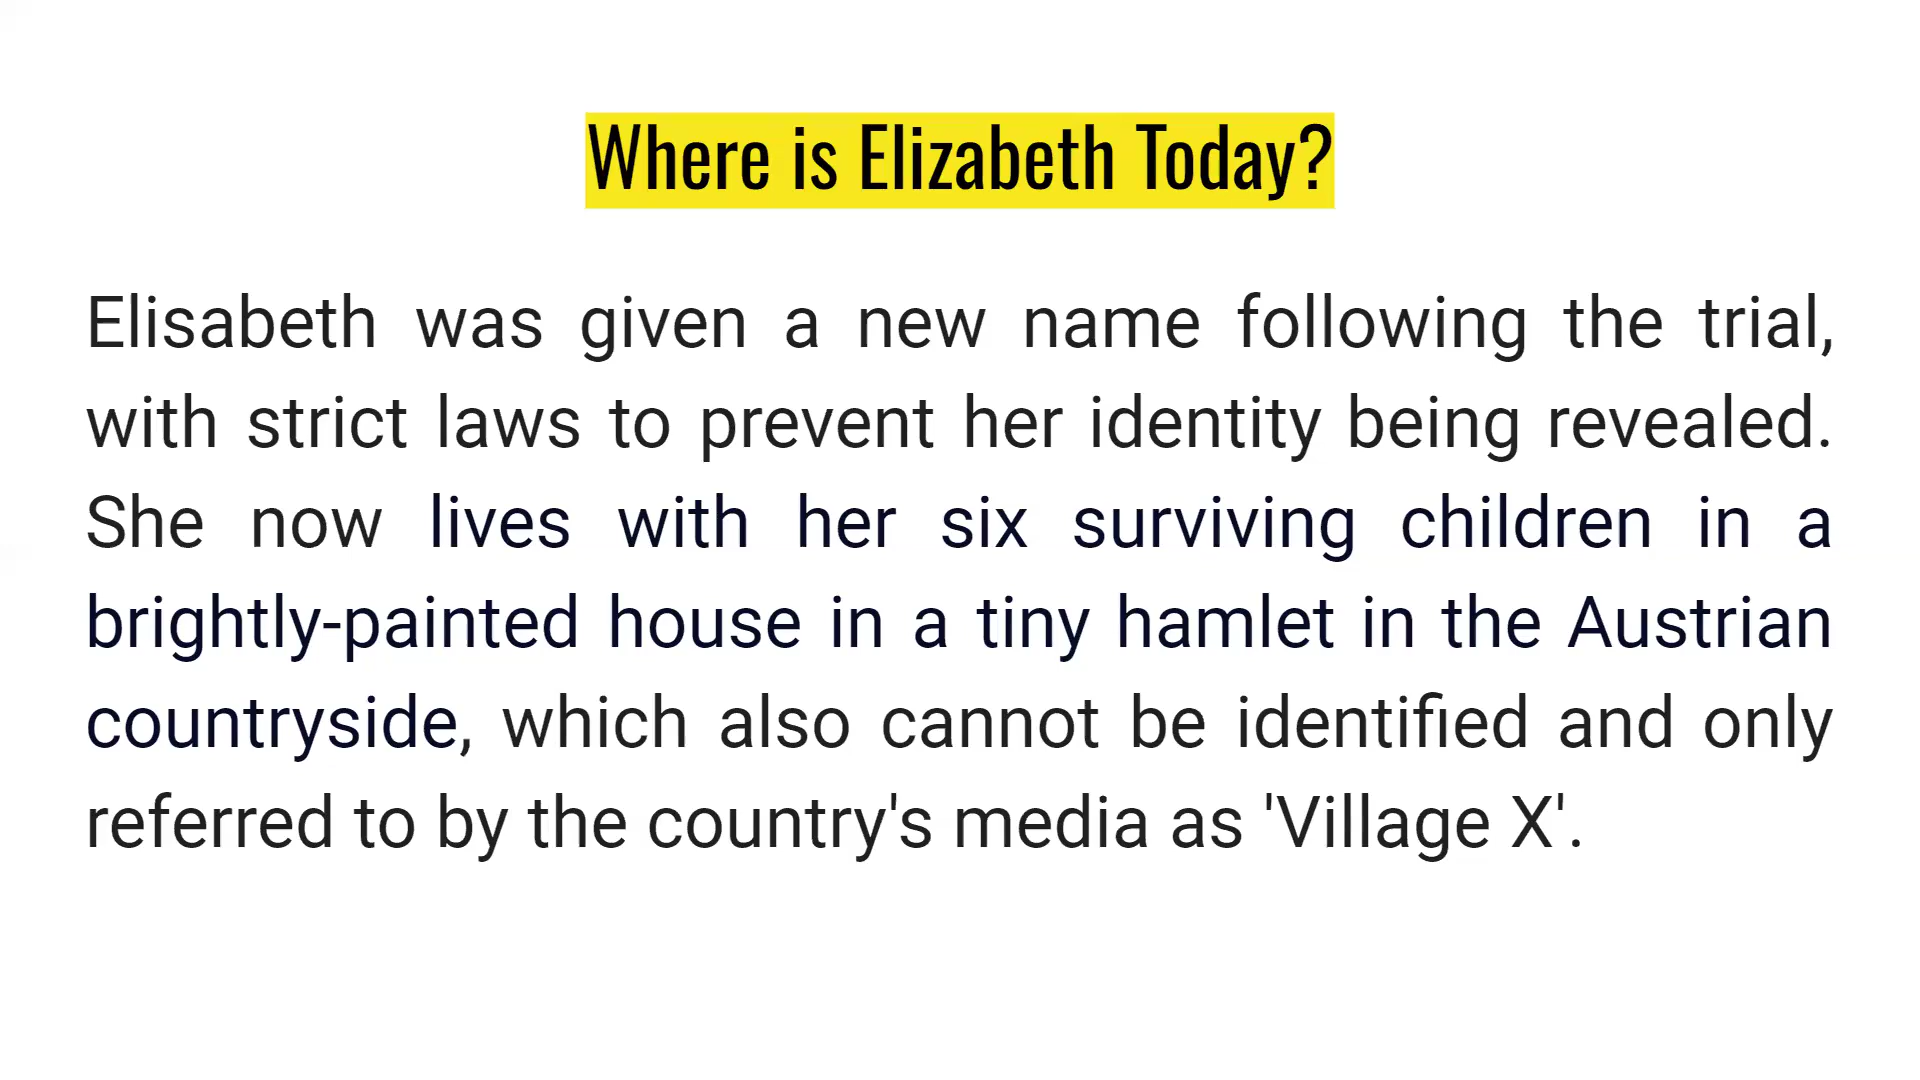 Where is Elizabeth Today?
Elisabeth was given a new name following the trial,
with strict laws to prevent her identity being revealed.
She now lives with her six surviving children in a
brightly-painted house in a tiny hamlet in the Austrian
countryside, which also cannot be identified and only
referred to by the country's media as 'Village X'.